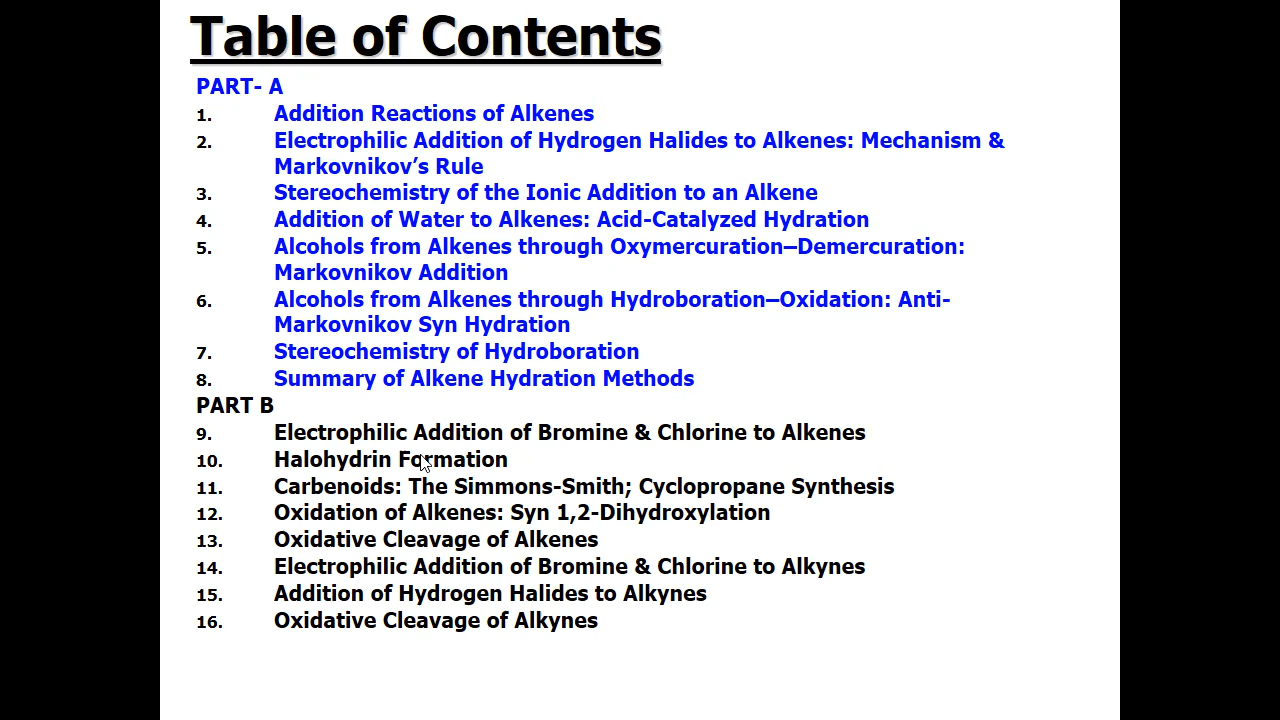 Table of Contents
PART- A
1. Addition Reactions of Alkenes
2. Electrophilic Addition of Hydrogen Halides to Alkenes: Mechanism &
Markovnikov’s Rule
3. Stereochemistry of the Ionic Addition to an Alkene
4. Addition of Water to Alkenes: Acid-Catalyzed Hydration
5. Alcohols from Alkenes through Oxymercuration–Demercuration:
Markovnikov Addition
6. Alcohols from Alkenes through Hydroboration–Oxidation: Anti-
Markovnikov Syn Hydration
7. Stereochemistry of Hydroboration
8. Summary of Alkene Hydration Methods
PART B
9. Electrophilic Addition of Bromine & Chlorine to Alkenes
10. Halohydrin Formation
11. Carbenoids: The Simmons-Smith; Cyclopropane Synthesis
12. Oxidation of Alkenes: Syn 1,2-Dihydroxylation
13. Oxidative Cleavage of Alkenes
14. Electrophilic Addition of Bromine & Chlorine to Alkynes
15. Addition of Hydrogen Halides to Alkynes
16. Oxidative Cleavage of Alkynes